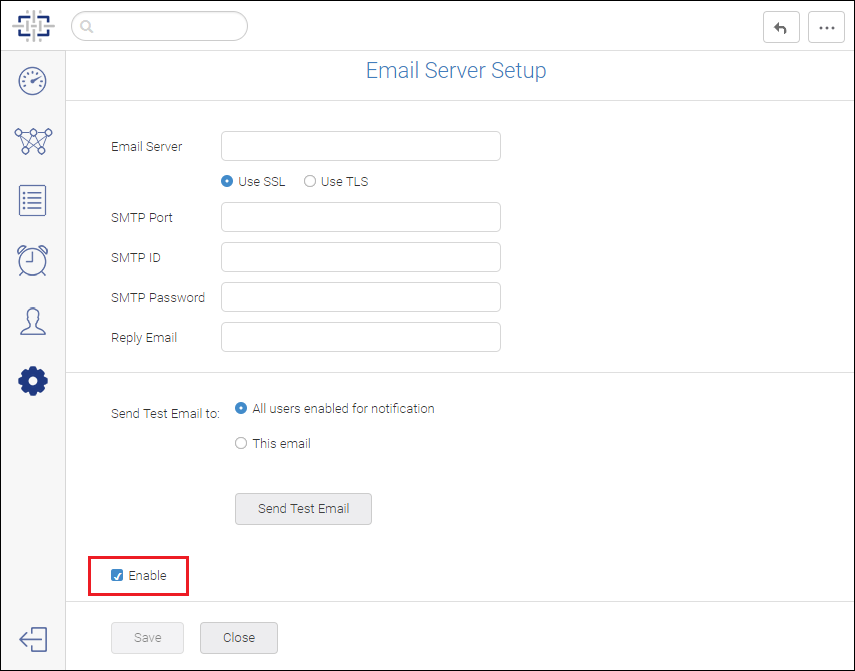 Email Server Setup
Email Server
Use SSL Use TLS
SMTP Port
SMTP ID
SMTP Password
Reply Email
Send Test Email to: All users enabled for notification
This email
Send Test Email
Enable
Save Close